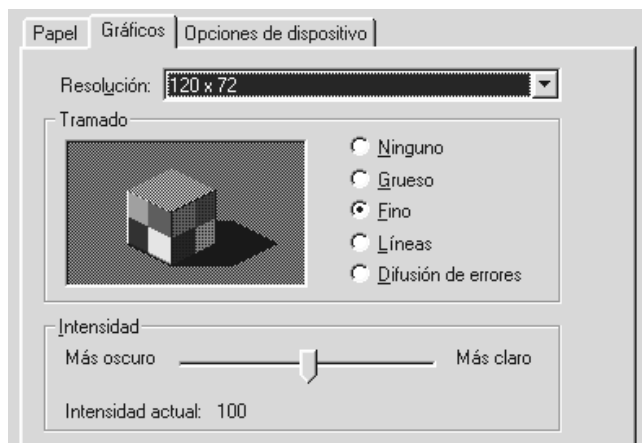 Papel Gráficos Opciones de dispositivo
Resolución: 120 x 72
Tramado
Ninguno
Grueso
Fino
Líneas
Difusión de errores
Intensidad
Más oscuro Más claro
Intensidad actual: 100